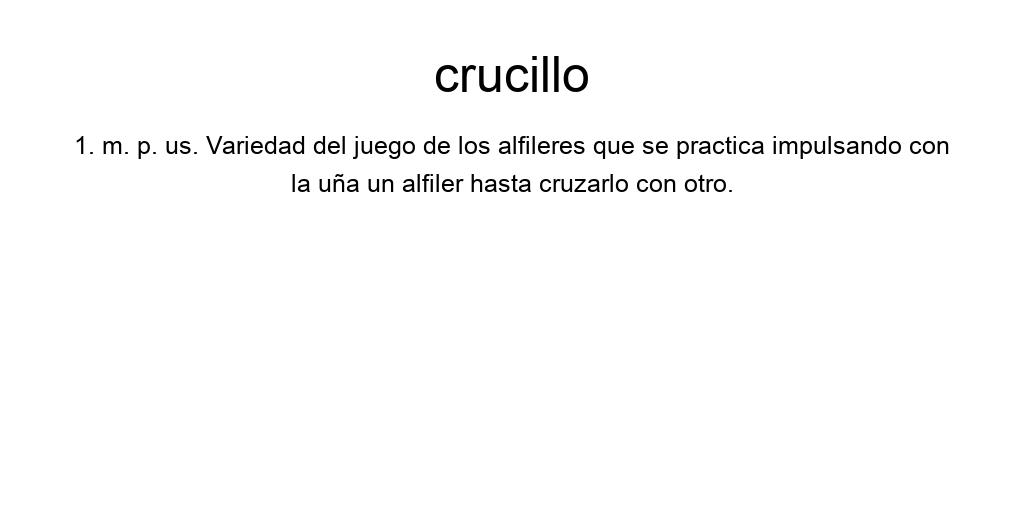 crucillo
1. m. p. us. Variedad del juego de los alfileres que se practica impulsando con
la uña un alfiler hasta cruzarlo con otro.